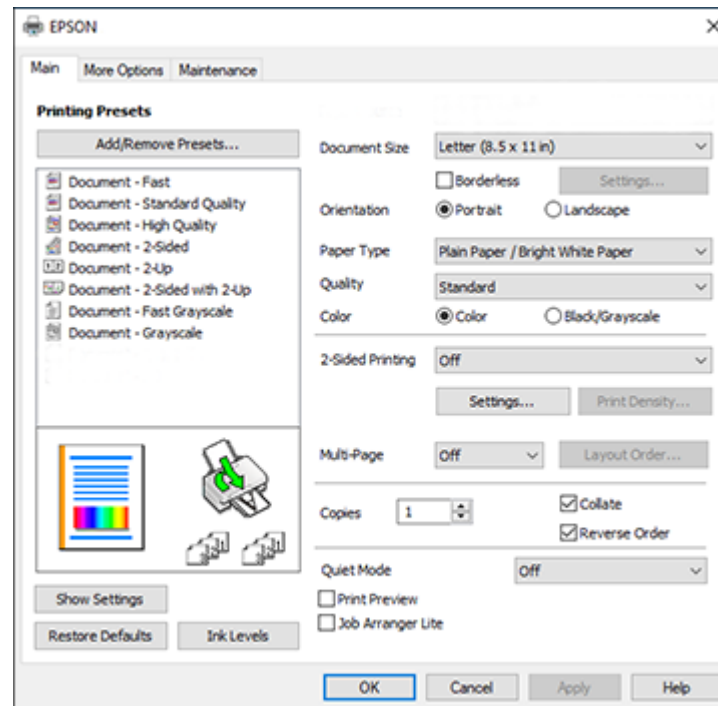 EPSON
Main More Options Maintenance
Printing Presets
Add/Remove Presets...
Document - Fast
Document - Standard Quality
Document - High Quality
Document - 2-Sided
Document - 2-Up
Document - 2-Sided with 2-Up
Document - Fast Grayscale
Document - Grayscale
Show Settings
Restore Defaults Ink Levels
Document Size Letter (8.5 x 11 in)
Borderless Settings...
Orientation Portrait Landscape
Paper Type Plain Paper / Bright White Paper
Quality Standard
Color Color Black/Grayscale
2-Sided Printing Off
Settings... Print Density...
Multi-Page Off Layout Order...
Copies 1 Collate
Reverse Order
Quiet Mode Off
Print Preview
Job Arranger Lite
OK Cancel Apply Help